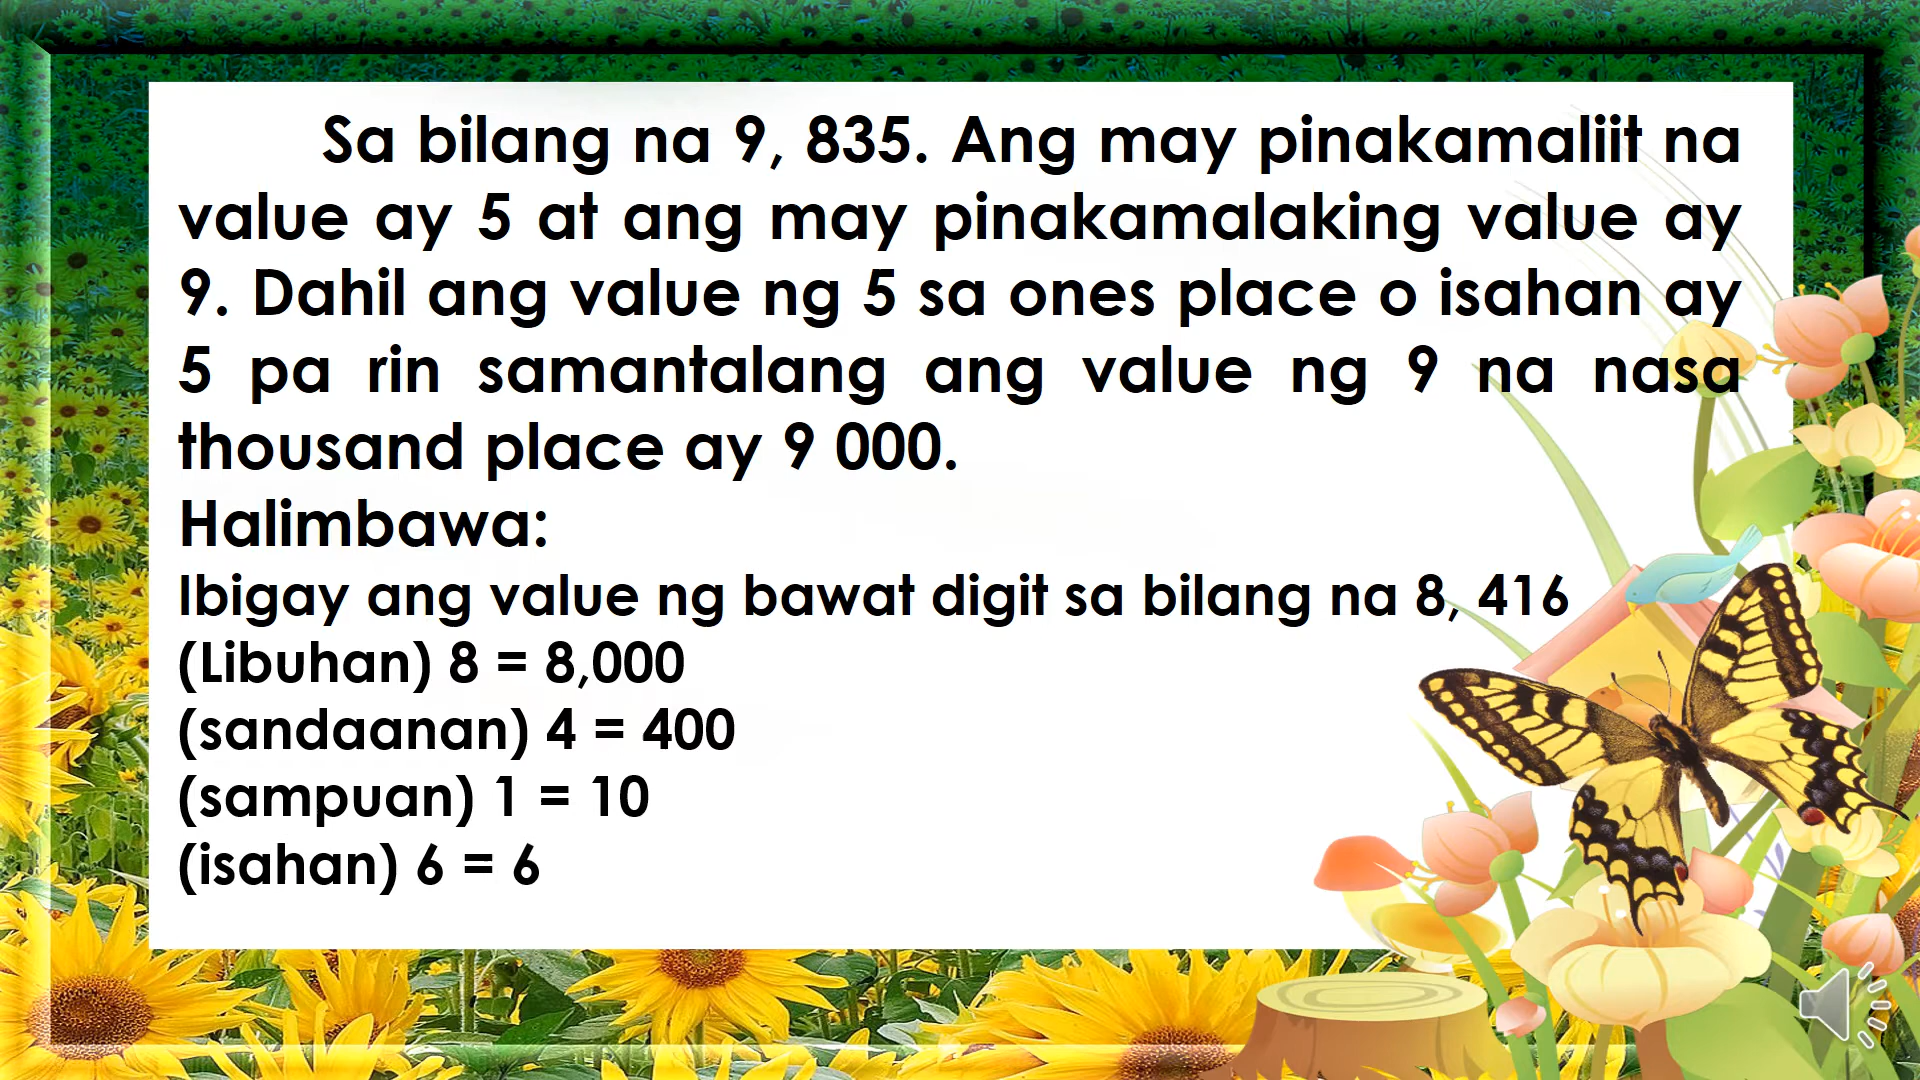 Sa bilang na 9, 835. Ang may pinakamaliit na
value ay 5 at ang may pinakamalaking value ay
9. Dahil ang value ng 5 sa ones place o isahan ay
5 pa rin samantalang ang value ng 9 na nasa
thousand place ay 9 000.
Halimbawa:
Ibigay ang value ng bawat digit sa bilang na 8, 416
(Libuhan) 8 = 8,000
(sandaanan) 4 = 400
(sampuan) 1 = 10
(isahan) 6 = 6